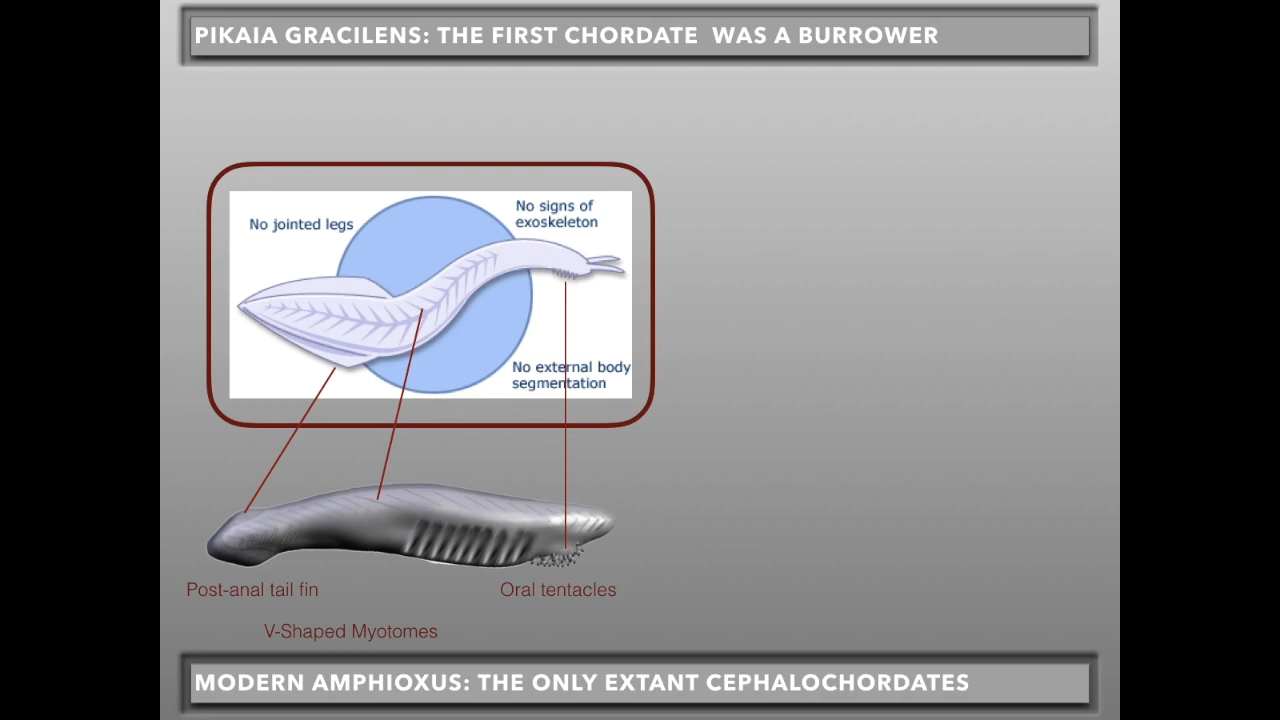 PIKAIA GRACILENS: THE FIRST CHORDATE WAS A BURROWER
No jointed legs
No signs of
exoskeleton
No external body
segmentation
Post-anal tail fin
Oral tentacles
V-Shaped Myotomes
MODERN AMPHIOXUS: THE ONLY EXTANT CEPHALOCHORDATES